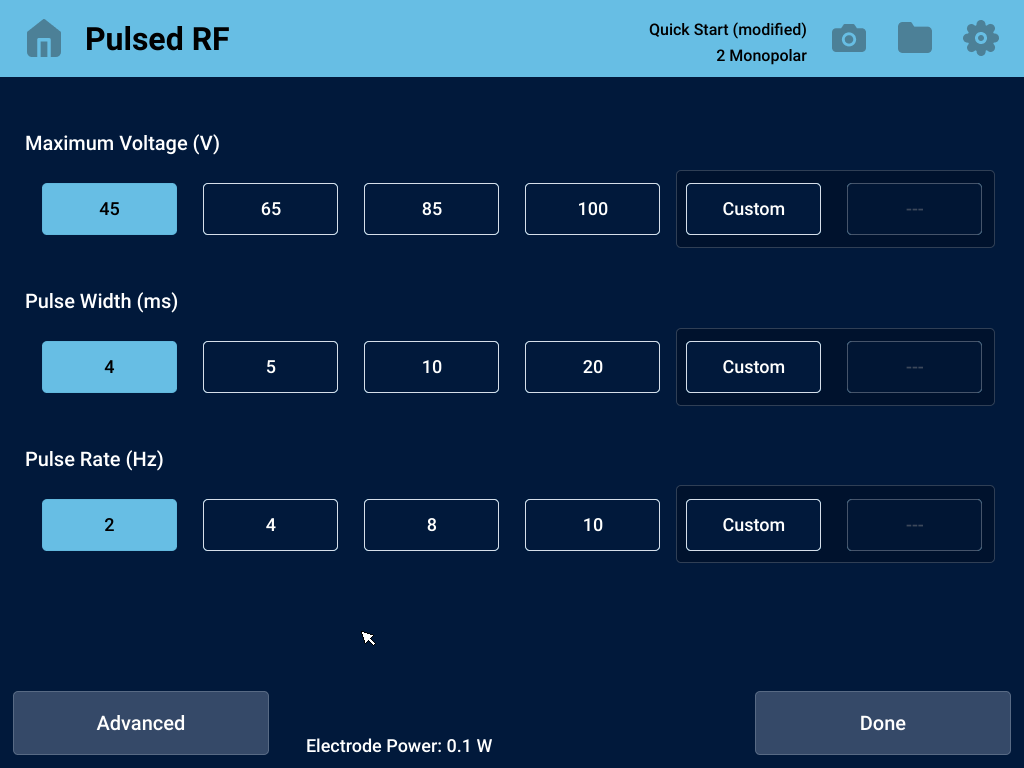 Pulsed RF
Quick Start (modified)
2 Monopolar
Maximum Voltage (V)
45 65 85 100 Custom ---
Pulse Width (ms)
4 5 10 20 Custom ---
Pulse Rate (Hz)
2 4 8 10 Custom ---
Advanced
Electrode Power: 0.1 W
Done